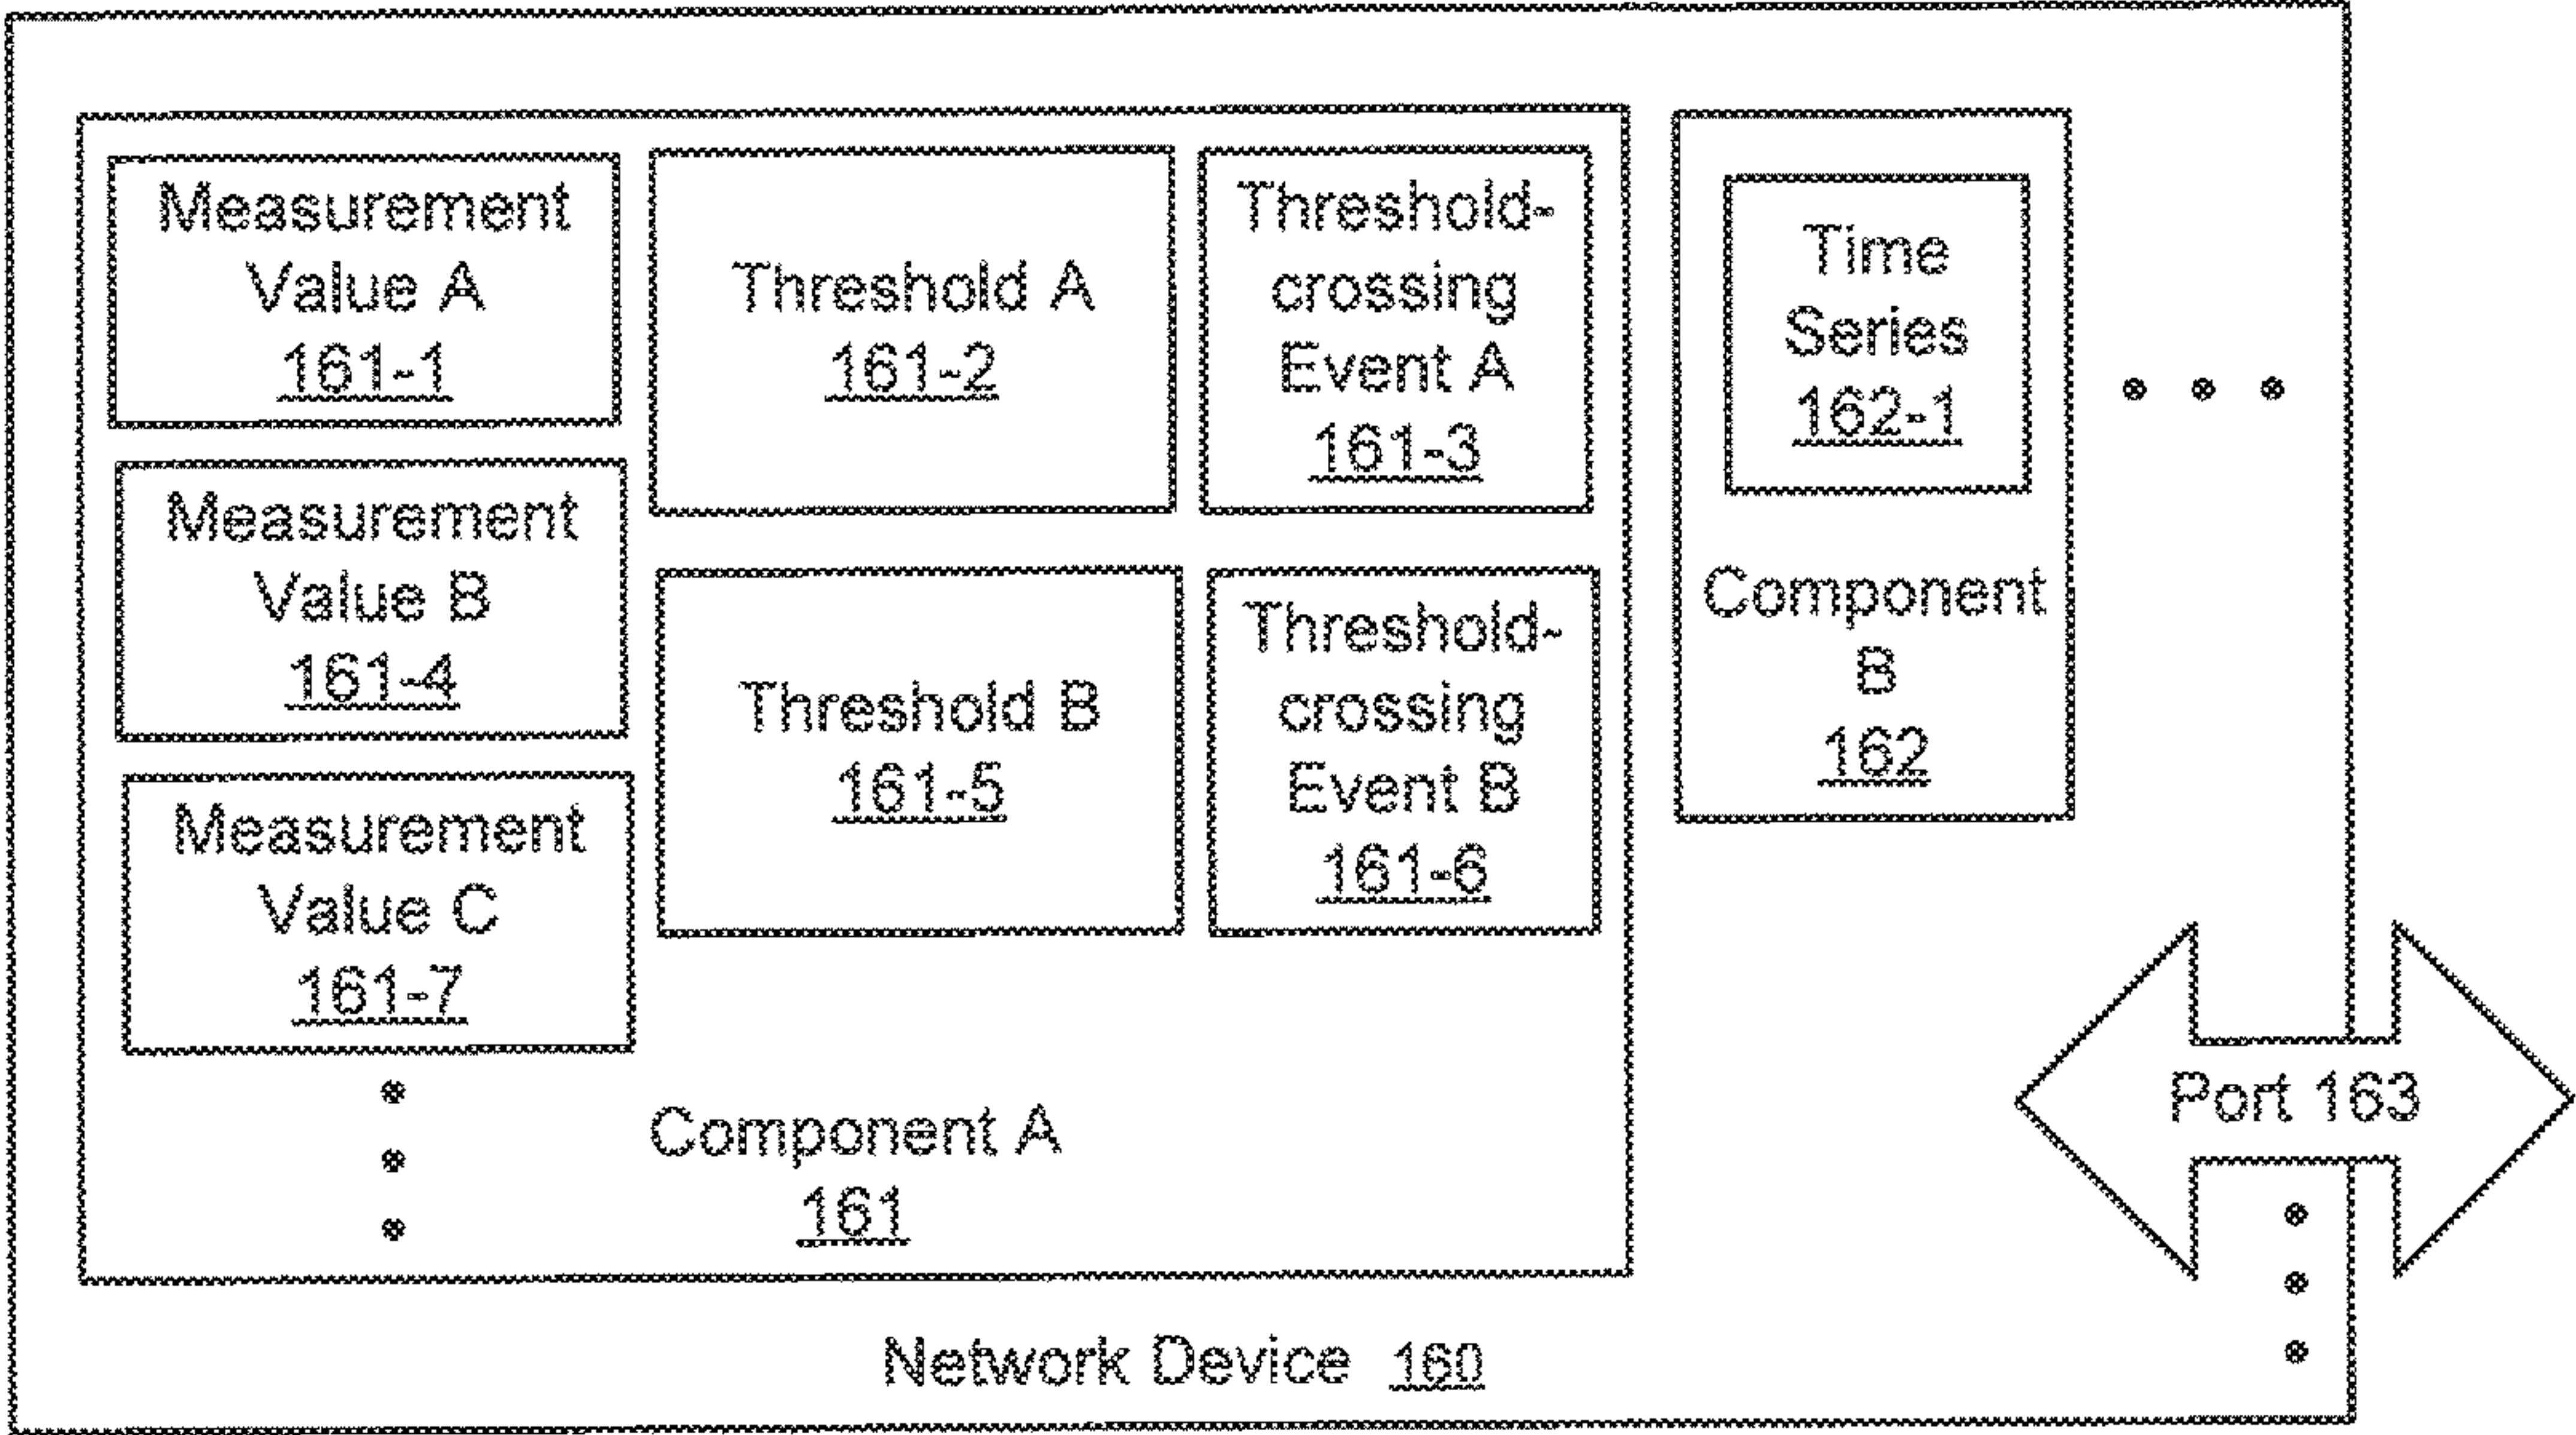 Measurement
Value A
161-1
Threshold A
161-2
Threshold-
crossing
Event A
161-3
Measurement
Value B
161-4
Threshold B
161-5
Threshold-
crossing
Event B
161-6
Measurement
Value C
161-7
Component A
161
Time
Series
162-1
Component
B
162
Port 163
Network Device 160